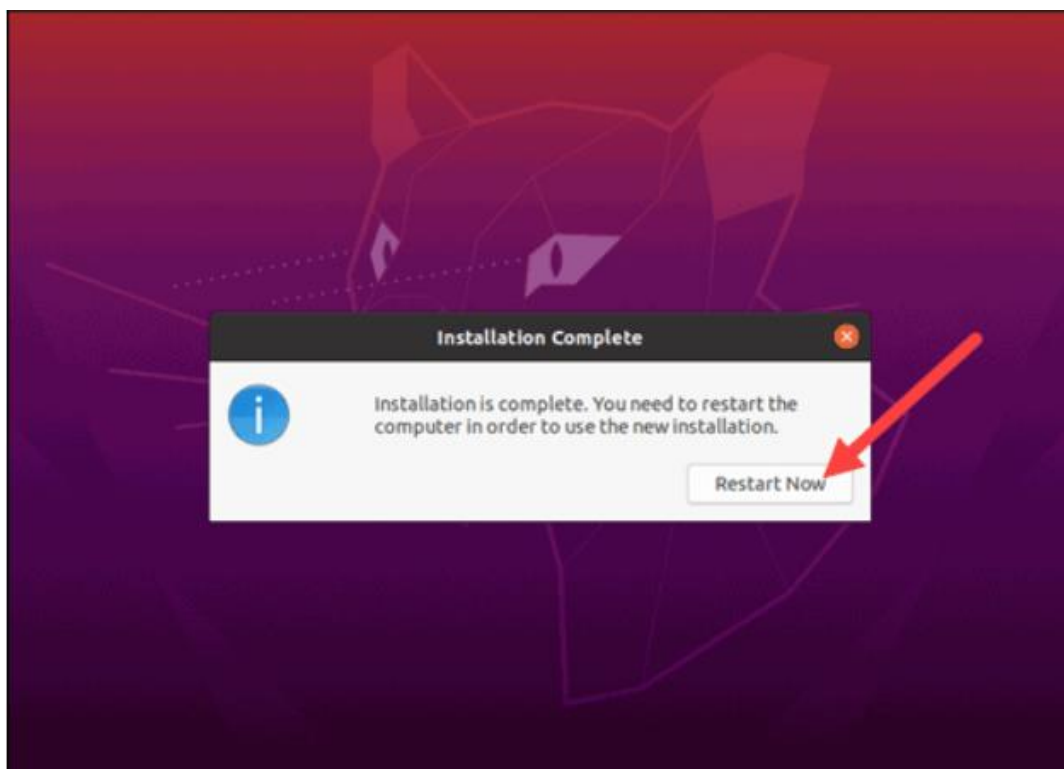 Installation Complete
Installation is complete. You need to restart the
computer in order to use the new installation.
Restart Now